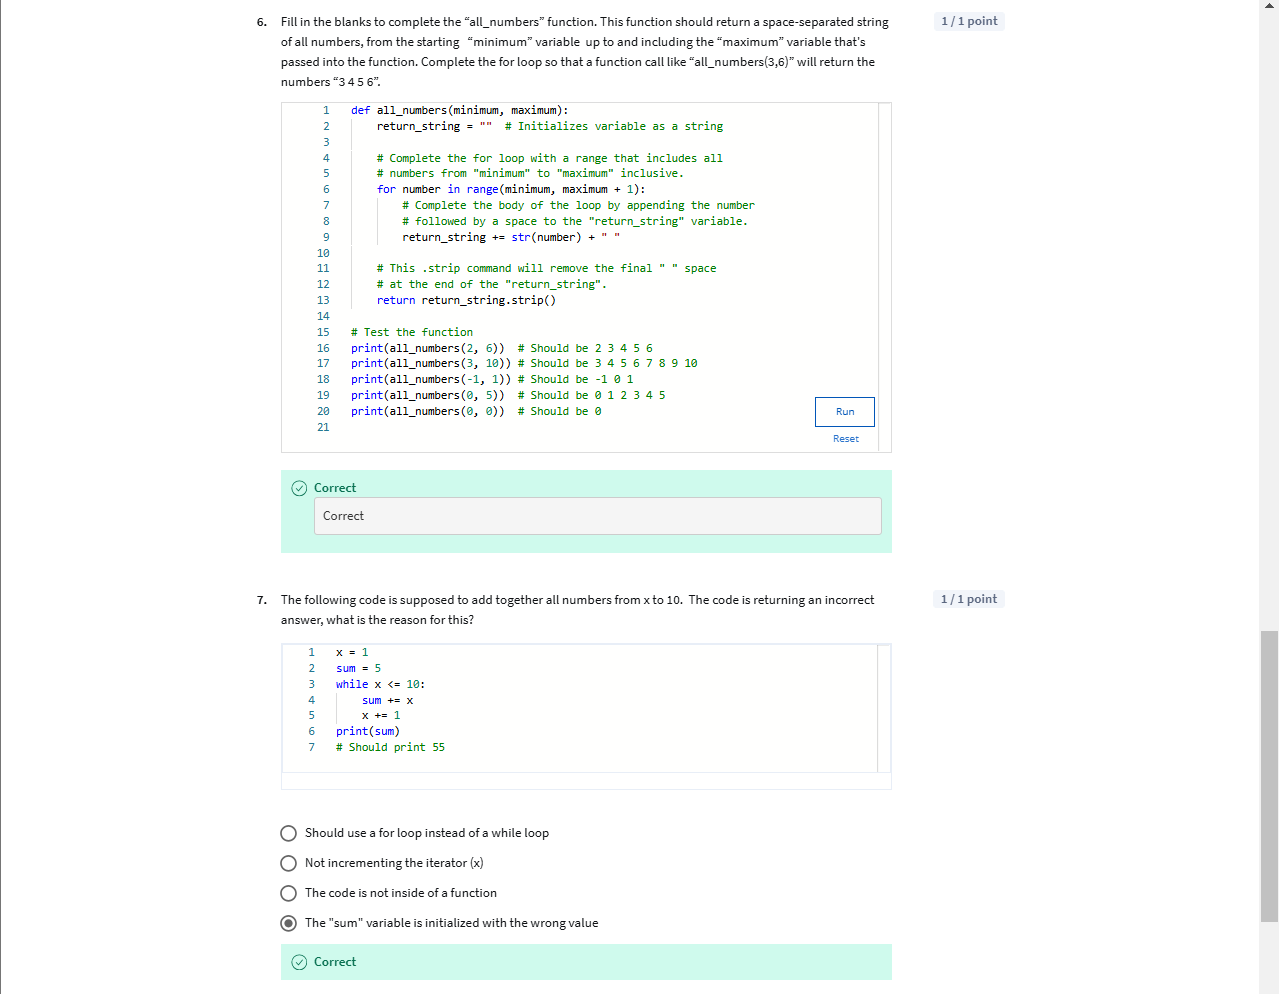 6. Fill in the blanks to complete the “all_numbers” function. This function should return a space-separated string
1 / 1 point
of all numbers, from the starting “minimum” variable up to and including the “maximum” variable that's
passed into the function. Complete the for loop so that a function call like “all_numbers(3,6)” will return the
numbers “3 4 5 6”.
1 def all_numbers(minimum, maximum):
2 return_string = "" # Initializes variable as a string
3
4 # Complete the for loop with a range that includes all
5 # numbers from "minimum" to "maximum" inclusive.
6 for number in range(minimum, maximum + 1):
7 # Complete the body of the loop by appending the number
8 # followed by a space to the "return_string" variable.
9 return_string += str(number) + " "
10
11 # This .strip command will remove the final " " space
12 # at the end of the "return_string".
13 return return_string.strip()
14
15 # Test the function
16 print(all_numbers(2, 6)) # Should be 2 3 4 5 6
17 print(all_numbers(3, 10)) # Should be 3 4 5 6 7 8 9 10
18 print(all_numbers(-1, 1)) # Should be -1 0 1
19 print(all_numbers(0, 5)) # Should be 0 1 2 3 4 5
20 print(all_numbers(0, 0)) # Should be 0
21
Run
Reset
Correct
Correct
7. The following code is supposed to add together all numbers from x to 10. The code is returning an incorrect
1 / 1 point
answer, what is the reason for this?
1 x = 1
2 sum = 5
3 while x <= 10:
4 sum += x
5 x += 1
6 print(sum)
7 # Should print 55
Should use a for loop instead of a while loop
Not incrementing the iterator (x)
The code is not inside of a function
The "sum" variable is initialized with the wrong value
Correct